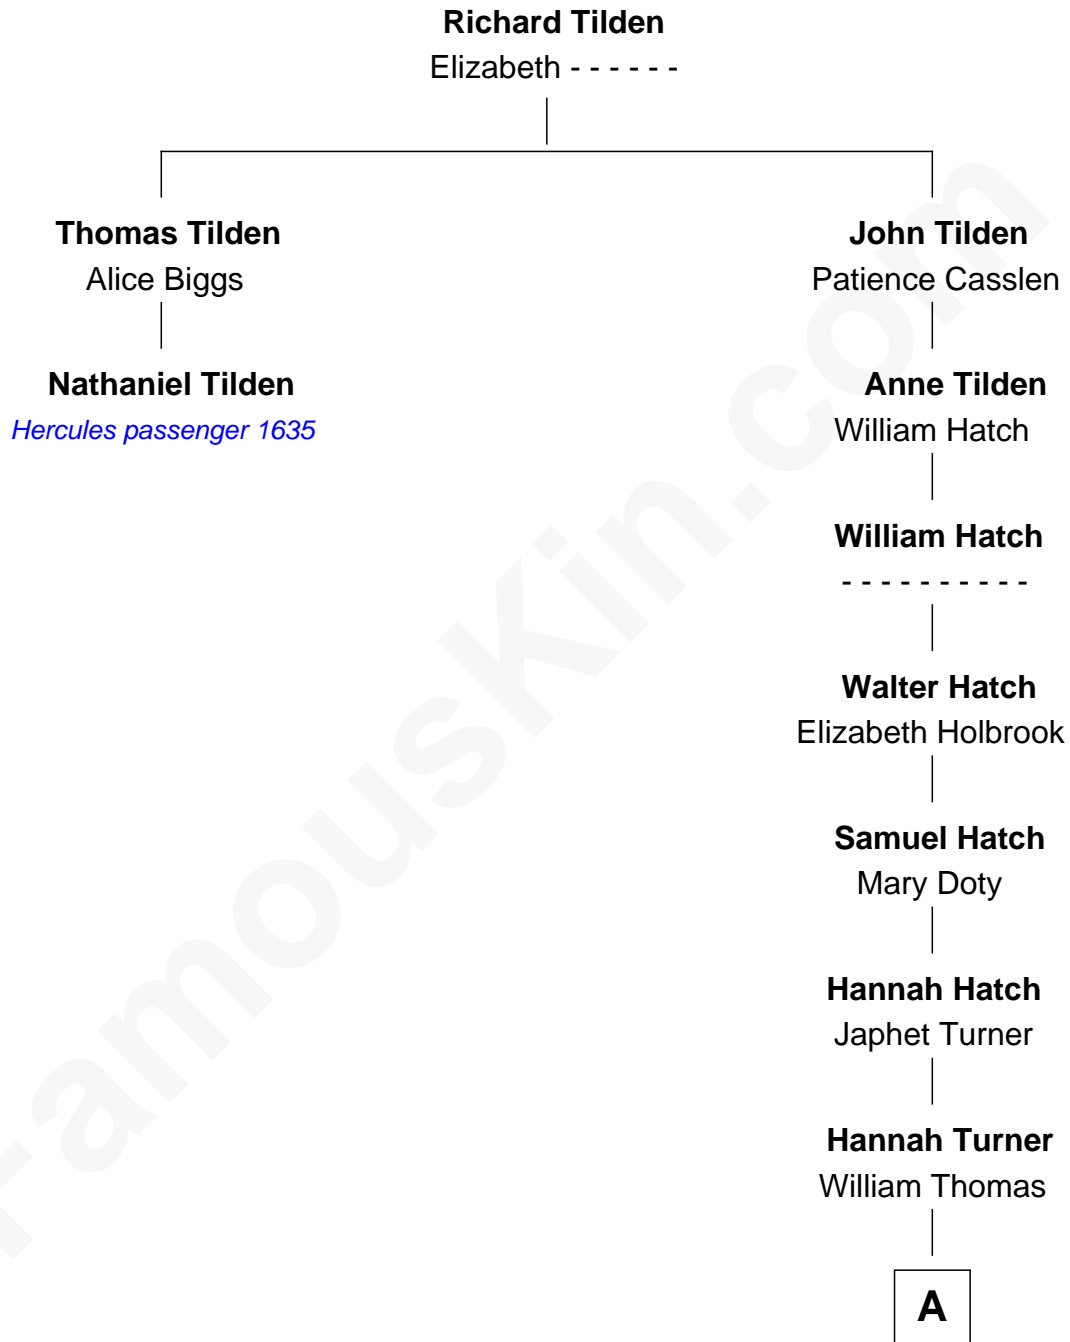 Richard Tilden
Elizabeth - - - - - -
Thomas Tilden
Alice Biggs
John Tilden
Patience Casslen
Nathaniel Tilden
Hercules passenger 1635
Anne Tilden
William Hatch
William Hatch
- - - - - - - - - -
Walter Hatch
Elizabeth Holbrook
Samuel Hatch
Mary Doty
Hannah Hatch
Japhet Turner
Hannah Turner
William Thomas
A
FamousKin.com